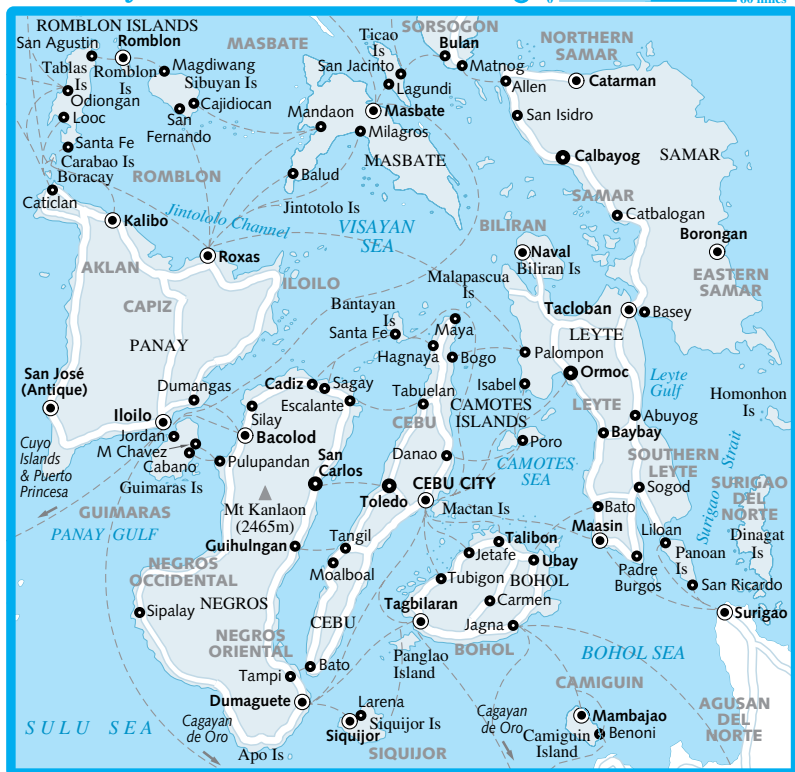 60 miles
ROMBLON ISLANDS
San Agustin
Romblon
Tablas
Is
Romblon
Is
Magdiwang
Sibuyan Is
Odiongan
Cajidiocan
San
Fernando
Looc
Santa Fe
Carabao Is
Boracay
ROMBLON
Caticlan
Kalibo
MASBATE
Ticao
Is
San Jacinto
Lagundi
Mandaon
Masbate
Milagros
MASBATE
Balud
Jintotolo Is
Jintololo Channel
VISAYAN
SEA
SORSOGON
Bulan
Matnog
NORTHERN
SAMAR
Allen
Catarman
San Isidro
Calbayog
SAMAR
SAMAR
Catbalogan
Borongan
EASTERN
SAMAR
BILIRAN
Naval
Biliran Is
Roxas
AKLAN
CAPIZ
ILOILO
PANAY
San José
(Antique)
Dumangas
Iloilo
Jordan
M Chavez
Cabano
Guimaras Is
Cuyo
Islands
& Puerto
Princesa
GUIMARAS
PANAY GULF
Malapascua
Is
Bantayan
Is
Santa Fe
Maya
Hagnaya
Bogo
Cadiz
Sagay
Escalante
Silay
Bacolod
Pulupandan
San
Carlos
Mt Kanlaon
(2465m)
Guihulngan
Tabuelan
CEBU
Danao
Toledo
CEBU CITY
Mactan Is
Tangil
Moalboal
CEBU
Bato
Tacloban
Basey
LEYTE
Palompon
Ormoc
Isabel
CAMOTES
ISLANDS
Poro
CAMOTES
SEA
LEYTE
Leyte
Gulf
Homonhon
Is
Abuyog
Baybay
SOUTHERN
LEYTE
Sogod
Bato
Maasin
Liloan
Panoan
Is
Padre
Burgos
San Ricardo
Surigao Strait
SURIGAO
DEL
NORTE
Dinagat
Is
Surigao
NEGROS
OCCIDENTAL
Sipalay
NEGROS
NEGROS
ORIENTAL
Tampi
Dumaguete
Talibon
Jetafe
Ubay
Tubigon
BOHOL
Carmen
Tagbilaran
Jagna
Panglao
Island
BOHOL
BOHOL SEA
CAMIGUIN
Mambajao
Benoni
Camiguin
Island
AGUSAN
DEL
NORTE
SULU SEA
Cagayan
de Oro
Apo Is
Larena
Siquijor Is
Siquijor
SIQUIJOR
Cagayan
de Oro